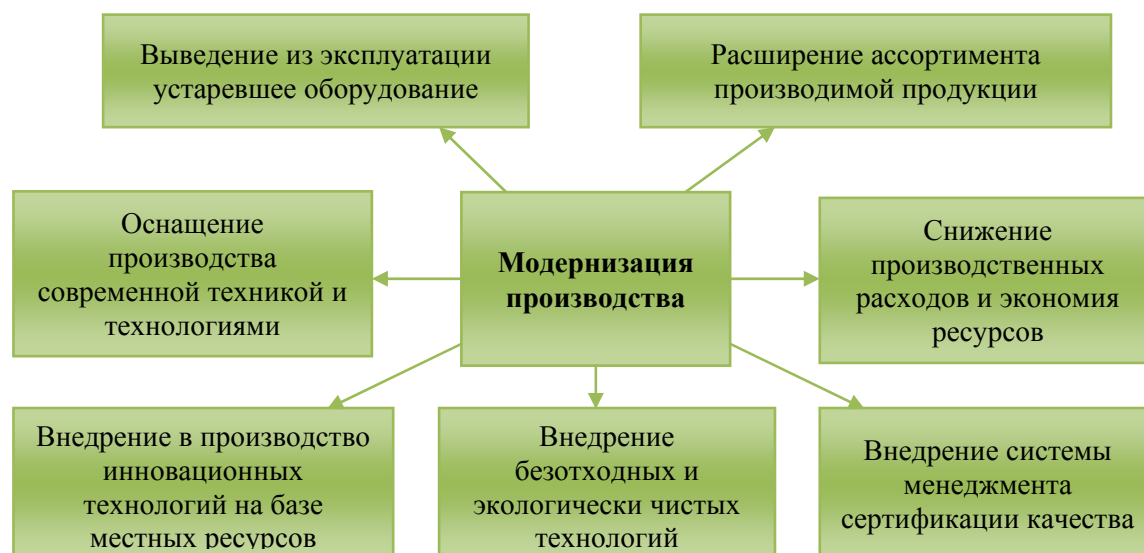 Выведение из эксплуатации
устаревшее оборудование
Расширение ассортимента
производимой продукции
Оснащение
производства
современной техникой и
технологиями
Модернизация
производства
Снижение
производственных
расходов и экономия
ресурсов
Внедрение в производство
инновационных
технологий на базе
местных ресурсов
Внедрение
безотходных и
экологически чистых
технологий
Внедрение системы
менеджмента
сертификации качества